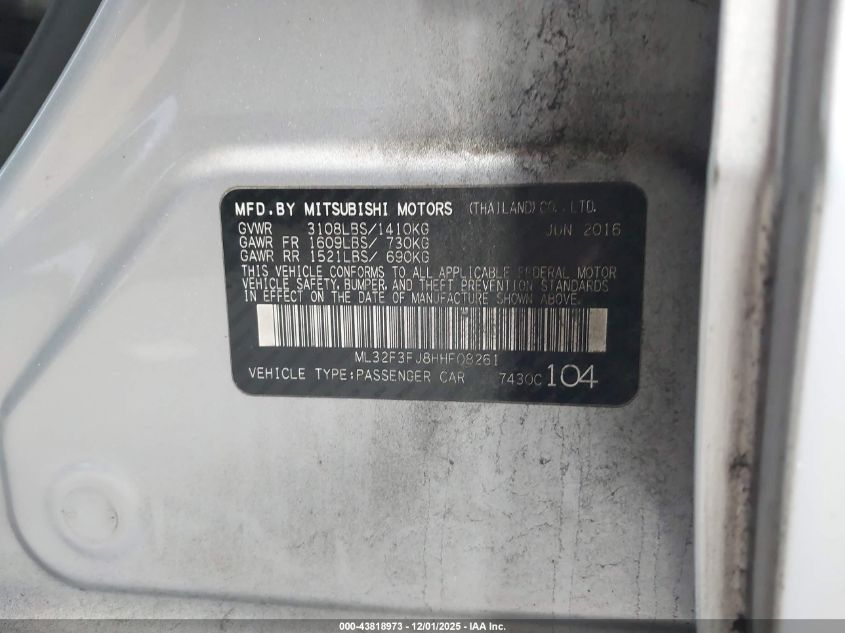 MFD.BY MITSUBISHI MOTORS (THAILAND)CO.,LTD.
GVWR 3108LBS/1410KG JUN 2016
GAWR FR 1609LBS/ 730KG
GAWR RR 1521LBS/ 690KG
THIS VEHICLE CONFORMS TO ALL APPLICABLE FEDERAL MOTOR
VEHICLE SAFETY, BUMPER, AND THEFT PREVENTION STANDARDS
IN EFFECT ON THE DATE OF MANUFACTURE SHOWN ABOVE.
ML32F3FJ8HHF08261
VEHICLE TYPE:PASSENGER CAR 7430C 104
000-43818973 - 12/01/2025 - IAA Inc.